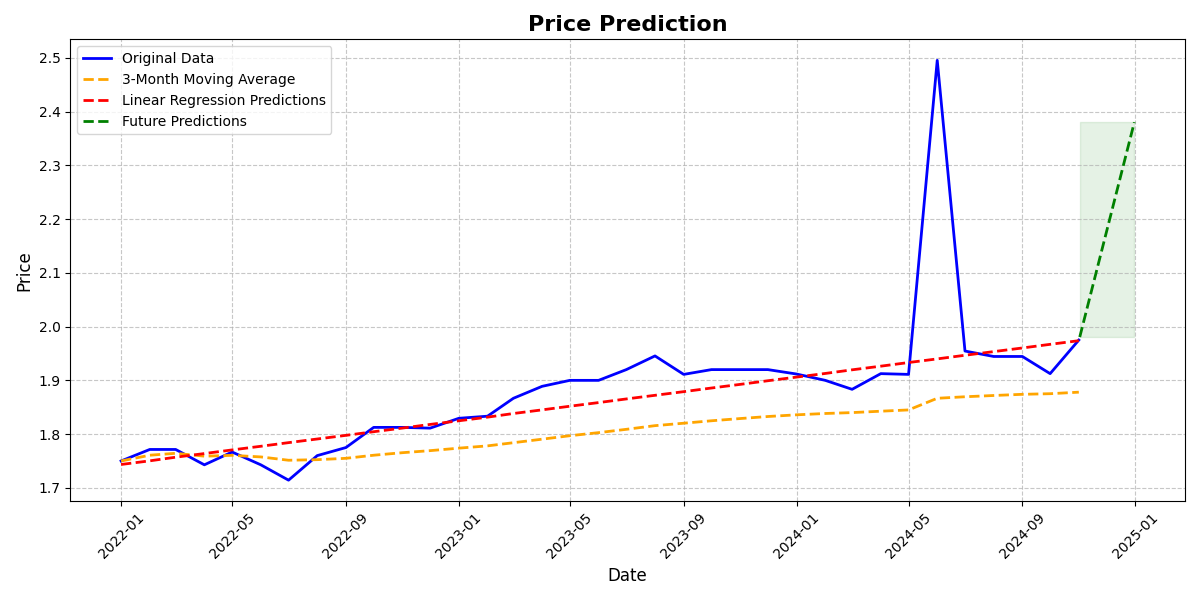 Price Prediction
Original Data
3-Month Moving Average
Linear Regression Predictions
Future Predictions
2.5
2.4
2.3
2.2
2.1
2.0
1.9
1.8
1.7
Price
2022-01
2022-05
2022-09
2023-01
2023-05
2023-09
2024-01
2024-05
2024-09
2025-01
Date